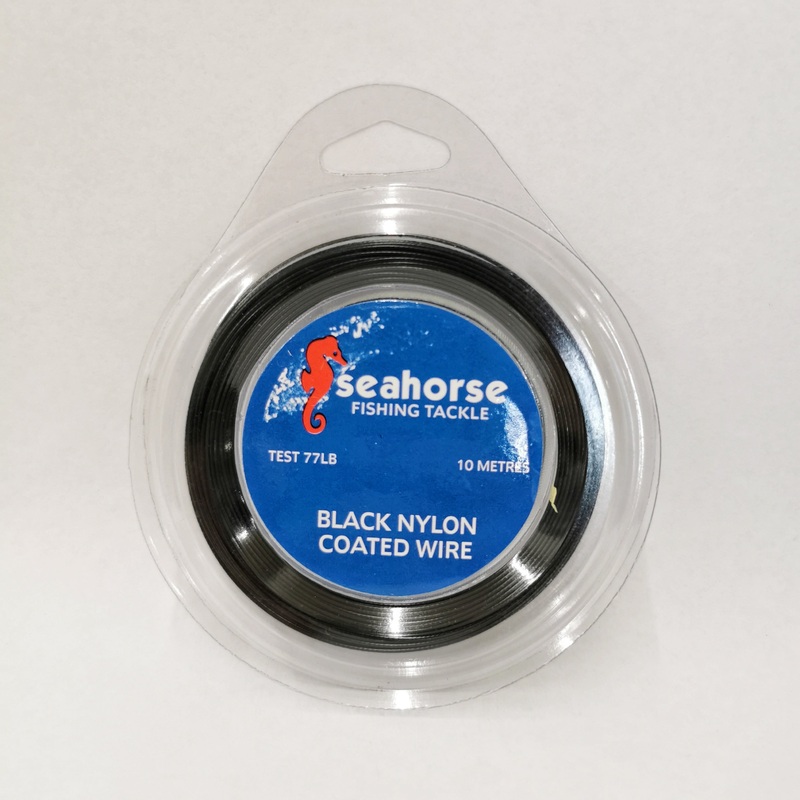 seahorse
FISHING TACKLE
TEST 77LB 10 METRES
BLACK NYLON
COATED WIRE